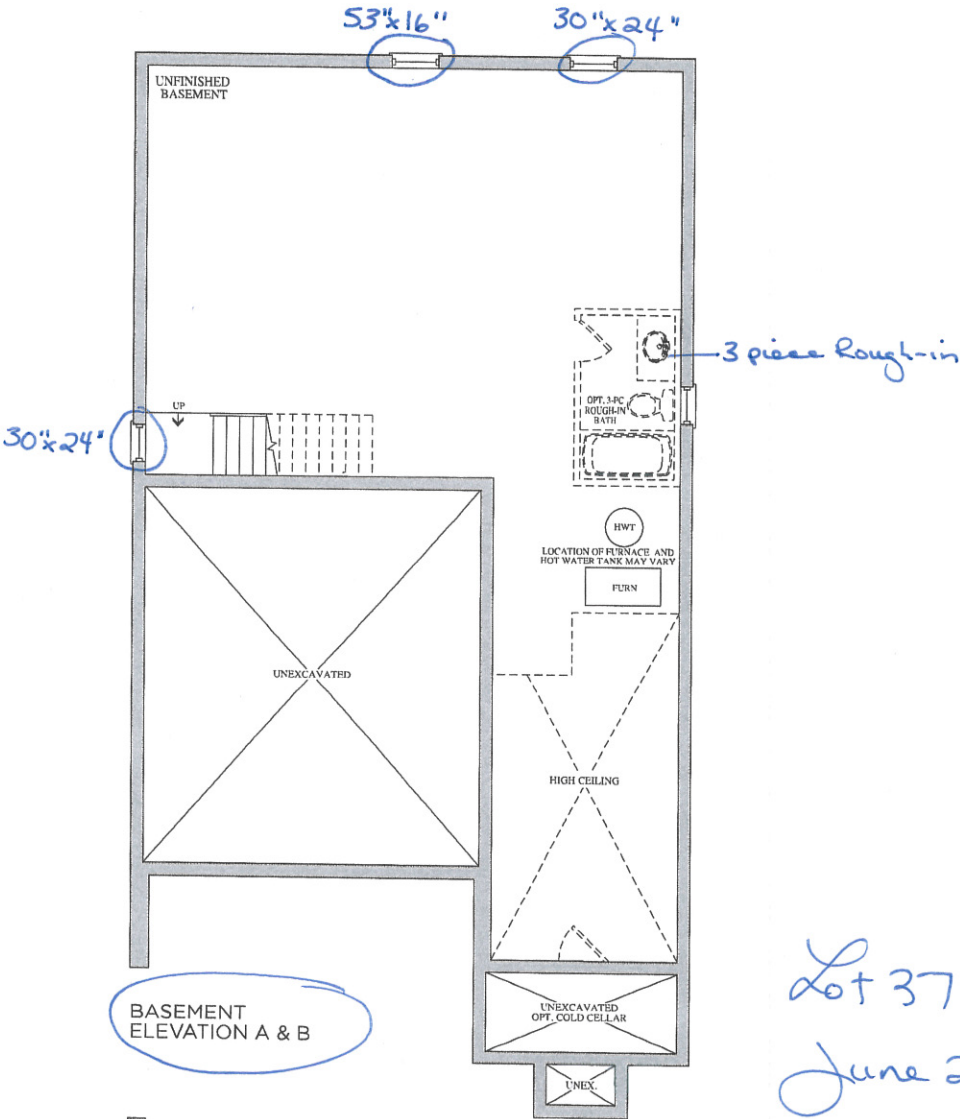 53"x16"
30"x24"
UNFINISHED
BASEMENT
3 piece Rough-in
OPT. 3-PC
ROUGH-IN
BATH
UP
30"x24"
HWT
LOCATION OF FURNACE AND
HOT WATER TANK MAY VARY
FURN
UNEXCAVATED
HIGH CEILING
Lot 37
BASEMENT
ELEVATION A & B
UNEXCAVATED
OPT. COLD CELLAR
June 2
UNEX.